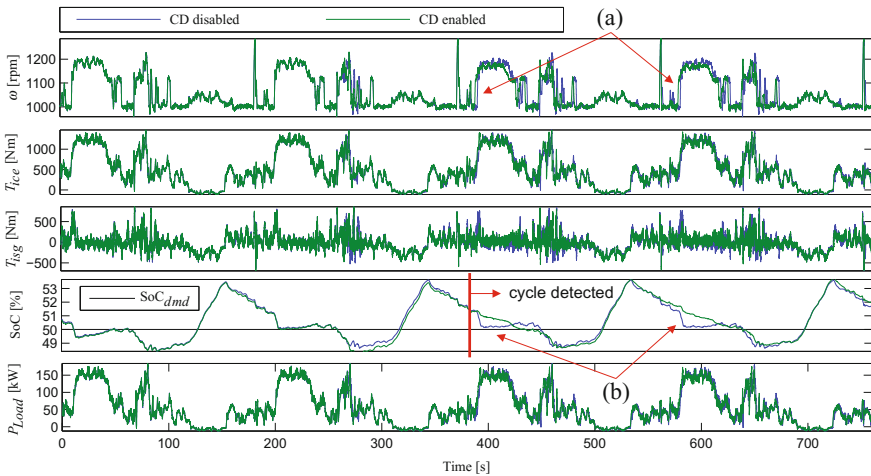 CD disabled CD enabled
(a)
ω [rpm]
1200
1100
1000
T_ice [Nm]
1000
500
0
T_isg [Nm]
500
0
−500
SoC [%]
53
52
51
50
49
SoC_dmd
cycle detected
(b)
P_Load [kW]
150
100
50
0
0 100 200 300 400 500 600 700
Time [s]